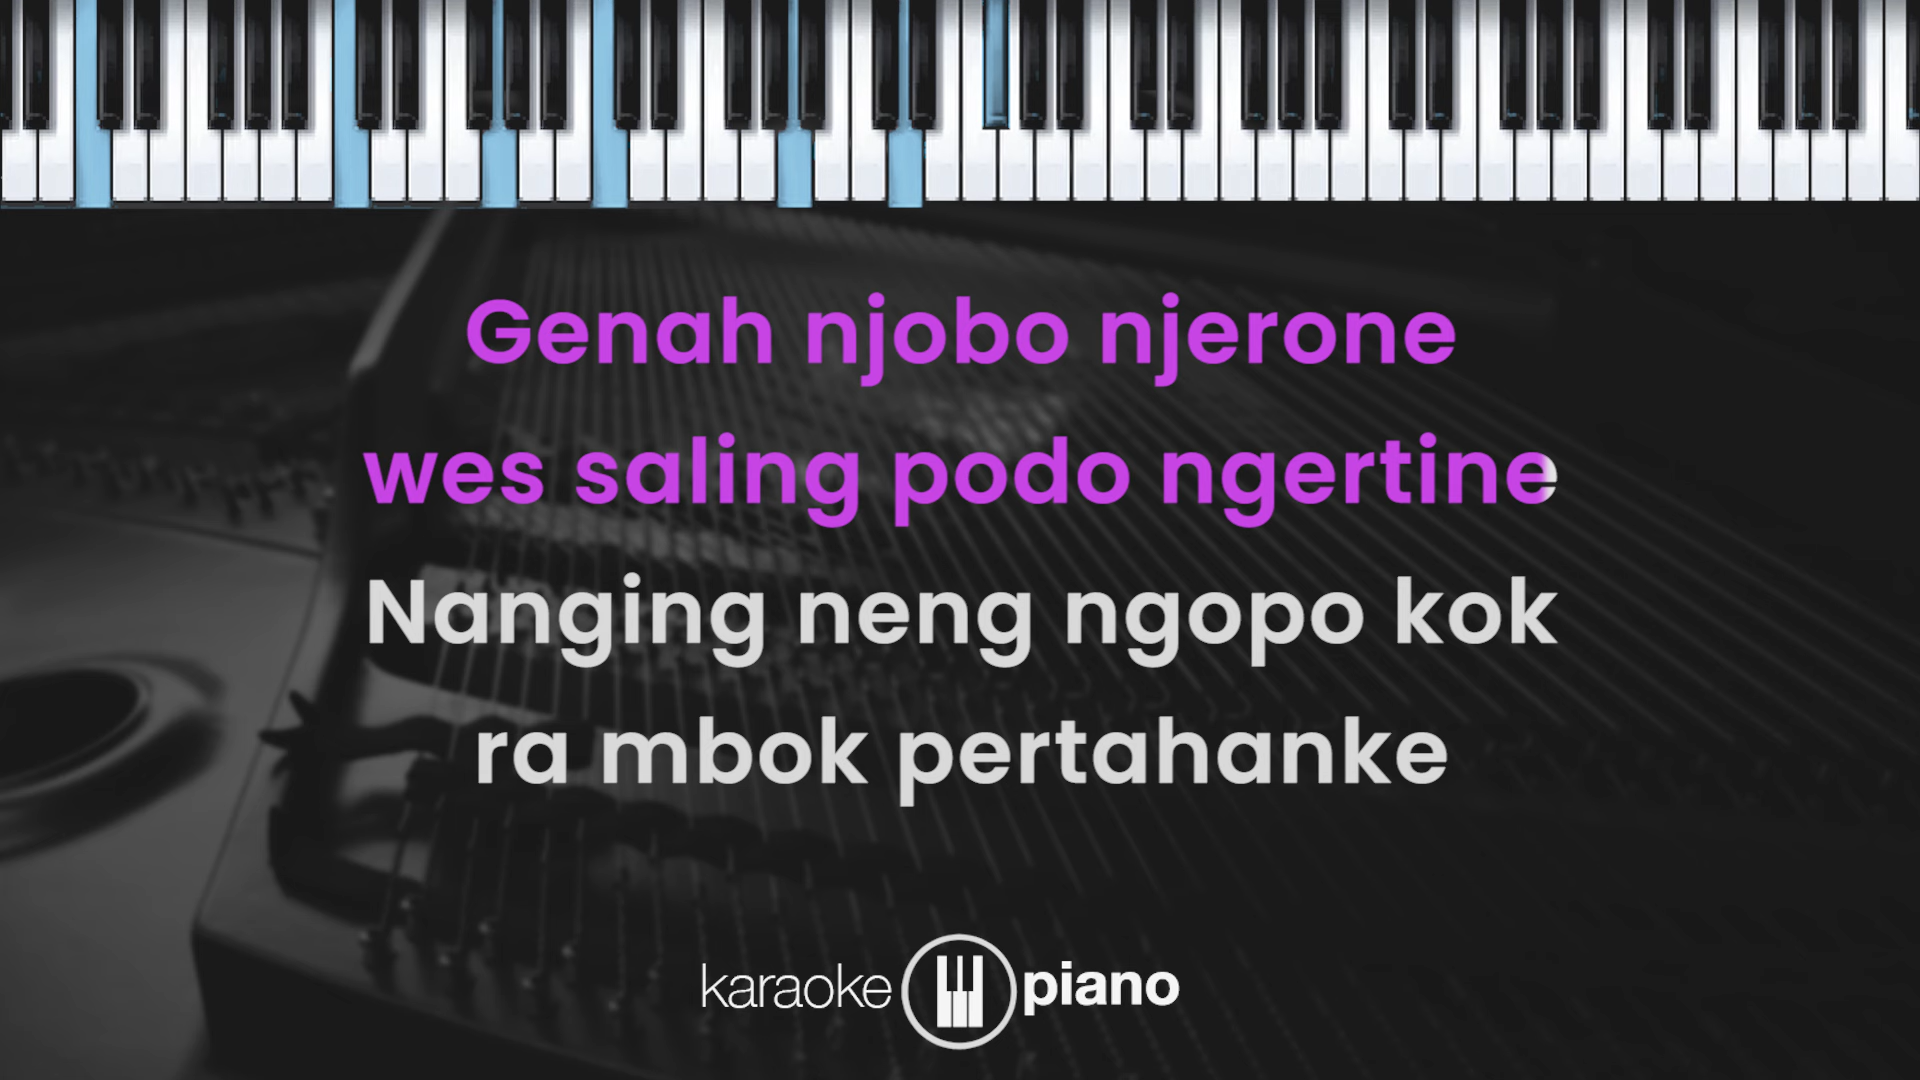 Genah njobo njerone
wes saling podo ngertine
Nanging neng ngopo kok
ra mbok pertahanke
karaoke piano